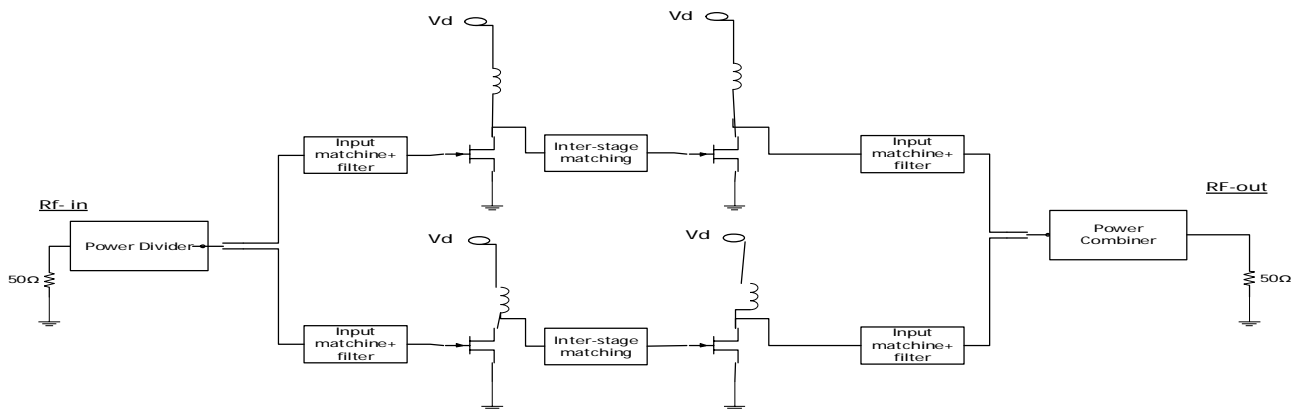 Vd
Vd
Input
matchine+
filter
Inter-stage
matching
Input
matchine+
filter
Rf- in
RF-out
Power Divider
Power
Combiner
50Ω
50Ω
Vd
Vd
Input
matchine+
filter
Inter-stage
matching
Input
matchine+
filter